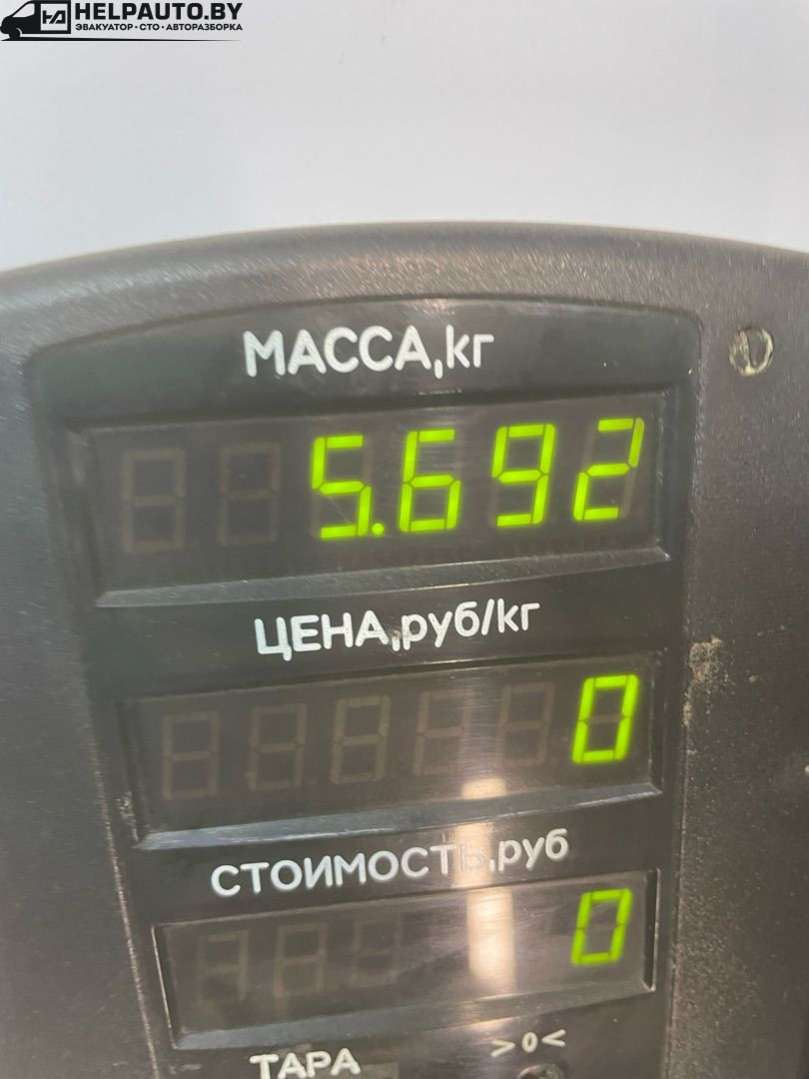 HELPAUTO.BY
ЭВАКУАТОР · СТО · АВТОРАЗБОРКА
МАССА,кг
5.692
ЦЕНА,руб/кг
0
СТОИМОСТЬ,руб
0
>0<
ТАРА